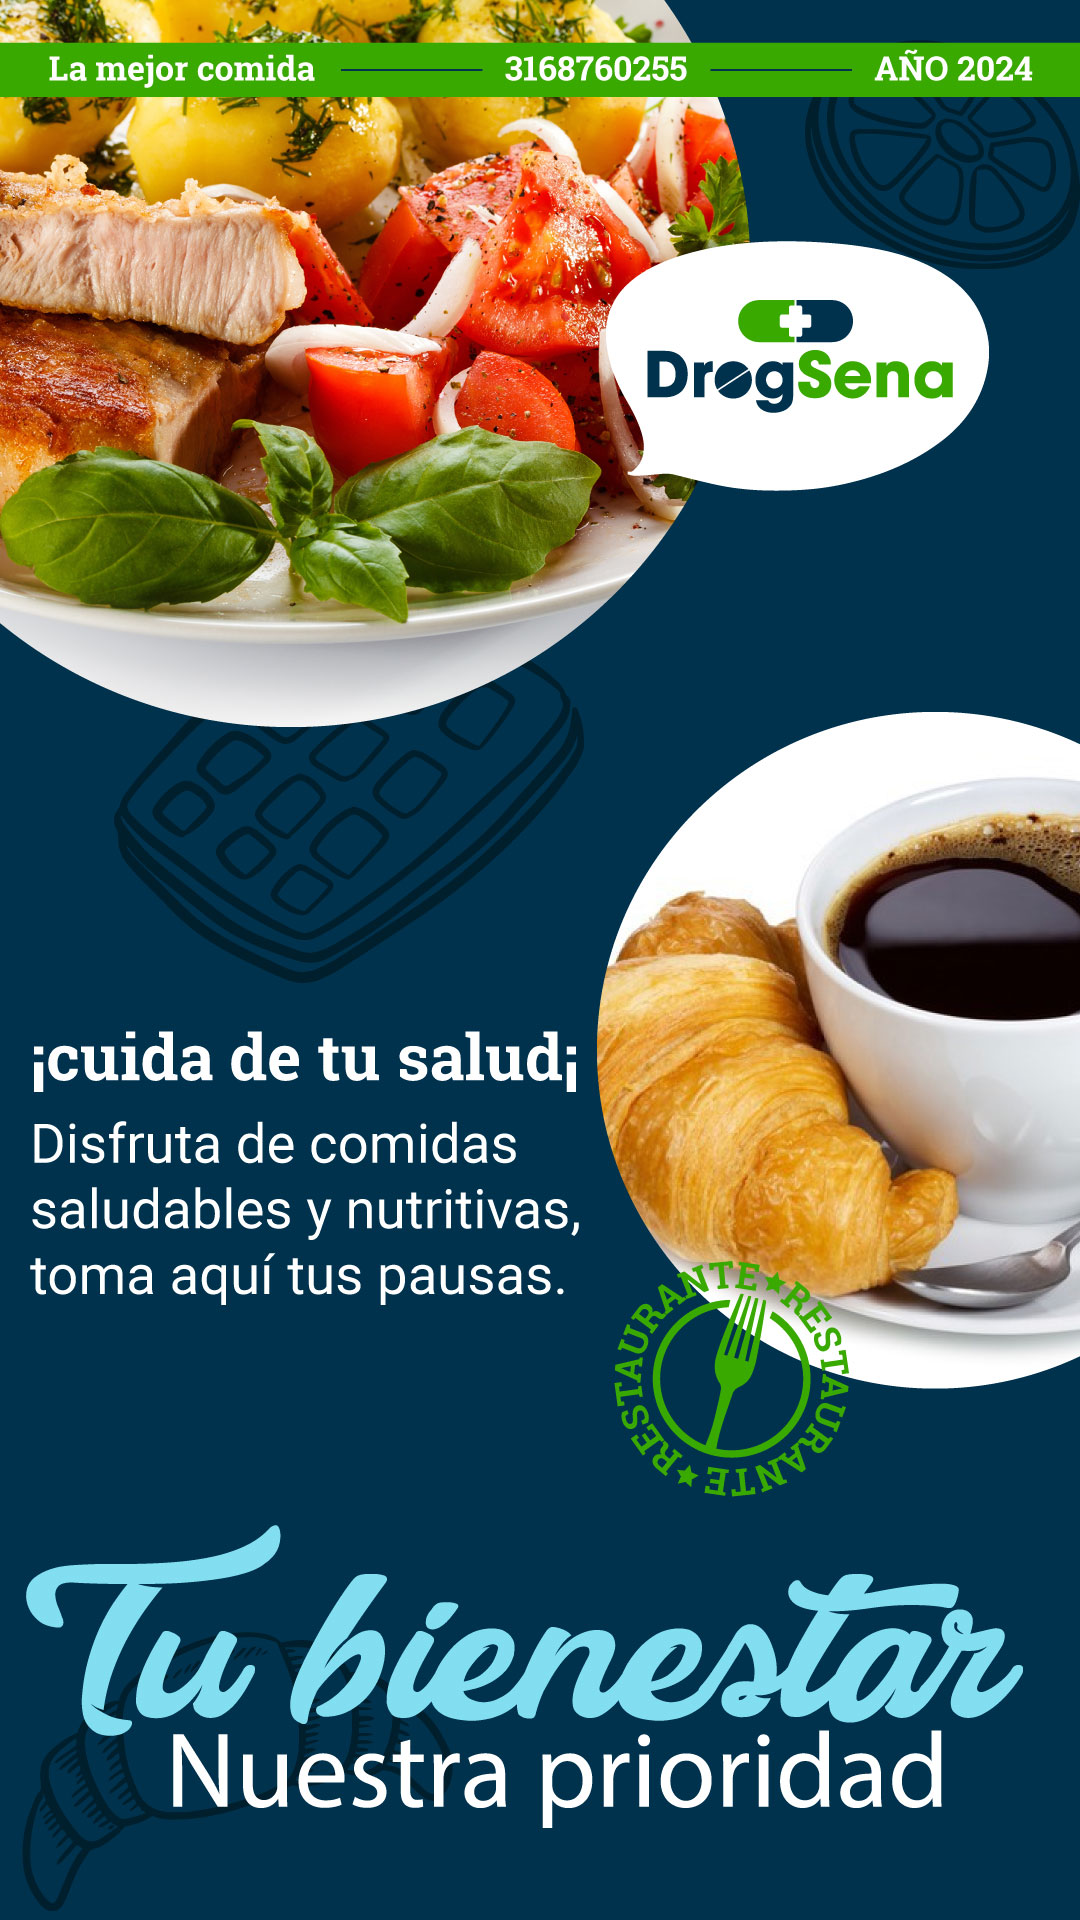 La mejor comida 3168760255 AÑO 2024
DrogSena
¡cuida de tu salud¡
Disfruta de comidas
saludables y nutritivas,
toma aquí tus pausas.
RESTAURANTE★RESTAURANTE★
Tu bienestar
Nuestra prioridad